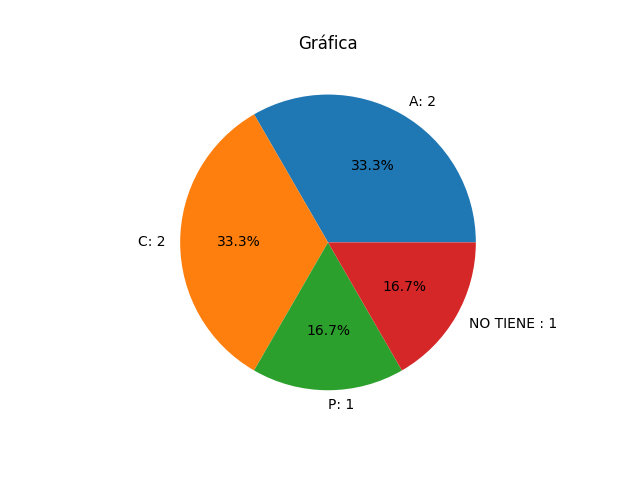 Gráfica
A: 2
33.3%
C: 2
33.3%
16.7%
NO TIENE : 1
16.7%
P: 1